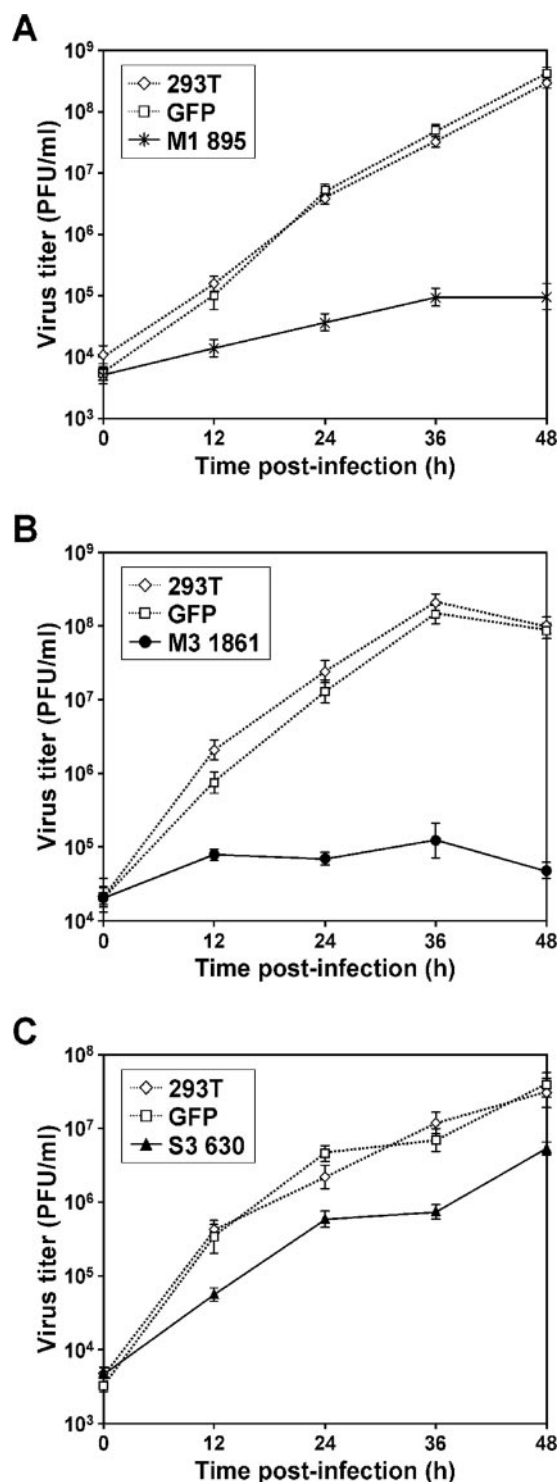 A
Virus titer (PFU/ml)
10⁹
10⁸
10⁷
10⁶
10⁵
10⁴
10³
293T
GFP
M1 895
0 12 24 36 48
Time post-infection (h)
B
Virus titer (PFU/ml)
10⁹
10⁸
10⁷
10⁶
10⁵
10⁴
293T
GFP
M3 1861
0 12 24 36 48
Time post-infection (h)
C
Virus titer (PFU/ml)
10⁸
10⁷
10⁶
10⁵
10⁴
10³
293T
GFP
S3 630
0 12 24 36 48
Time post-infection (h)